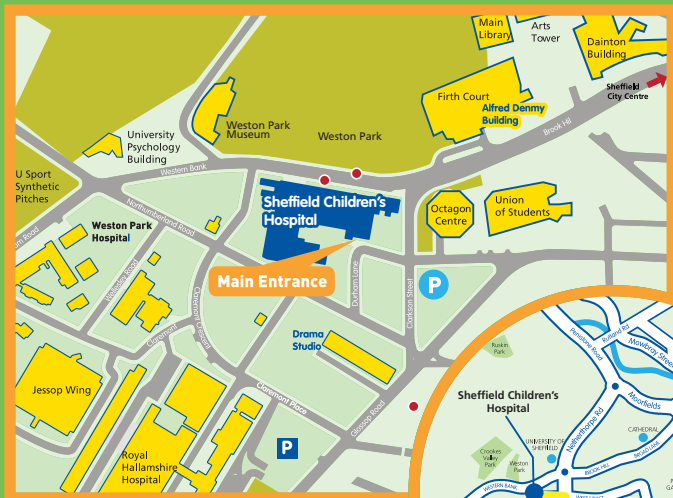 Main
Library
Arts
Tower
Dainton
Building
Sheffield
City Centre
Firth Court
Alfred Denny
Building
Brook Hill
Weston Park
Museum
Weston Park
University
Psychology
Building
Western Bank
U Sport
Synthetic
Pitches
Northumberland Road
Sheffield Children's
Hospital
Octagon
Centre
Union
of Students
Weston Park
Hospital
Main Entrance
P
Durham Lane
Clarkson Street
Claremont Crescent
Claremont
Drama
Studio
Jessop Wing
Claremont Place
Glossop Road
P
Royal
Hallamshire
Hospital
Ruskin
Park
Penistone Road
Rutland Rd
Mowbray Street
Sheffield Children's
Hospital
Moorfields
Netherthorpe Rd
UNIVERSITY OF
SHEFFIELD
CATHEDRAL
Crookes
Valley
Park
Weston
Park
BROAD LANE
BROOK HILL
WESTERN BANK